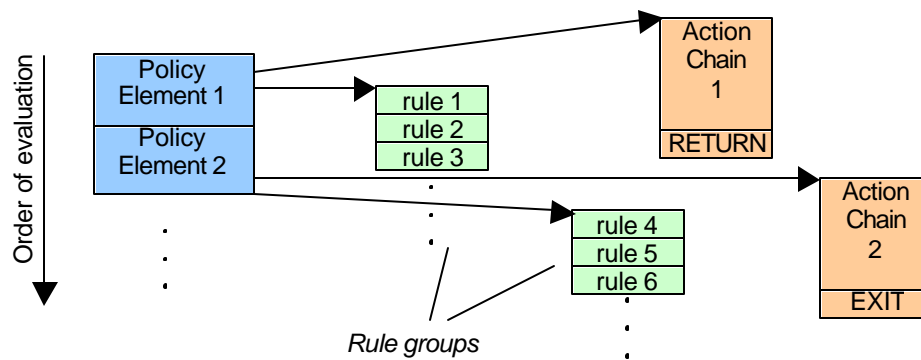 Order of evaluation
Policy
Element 1
Policy
Element 2
rule 1
rule 2
rule 3
Action
Chain
1
RETURN
rule 4
rule 5
rule 6
Action
Chain
2
EXIT
Rule groups